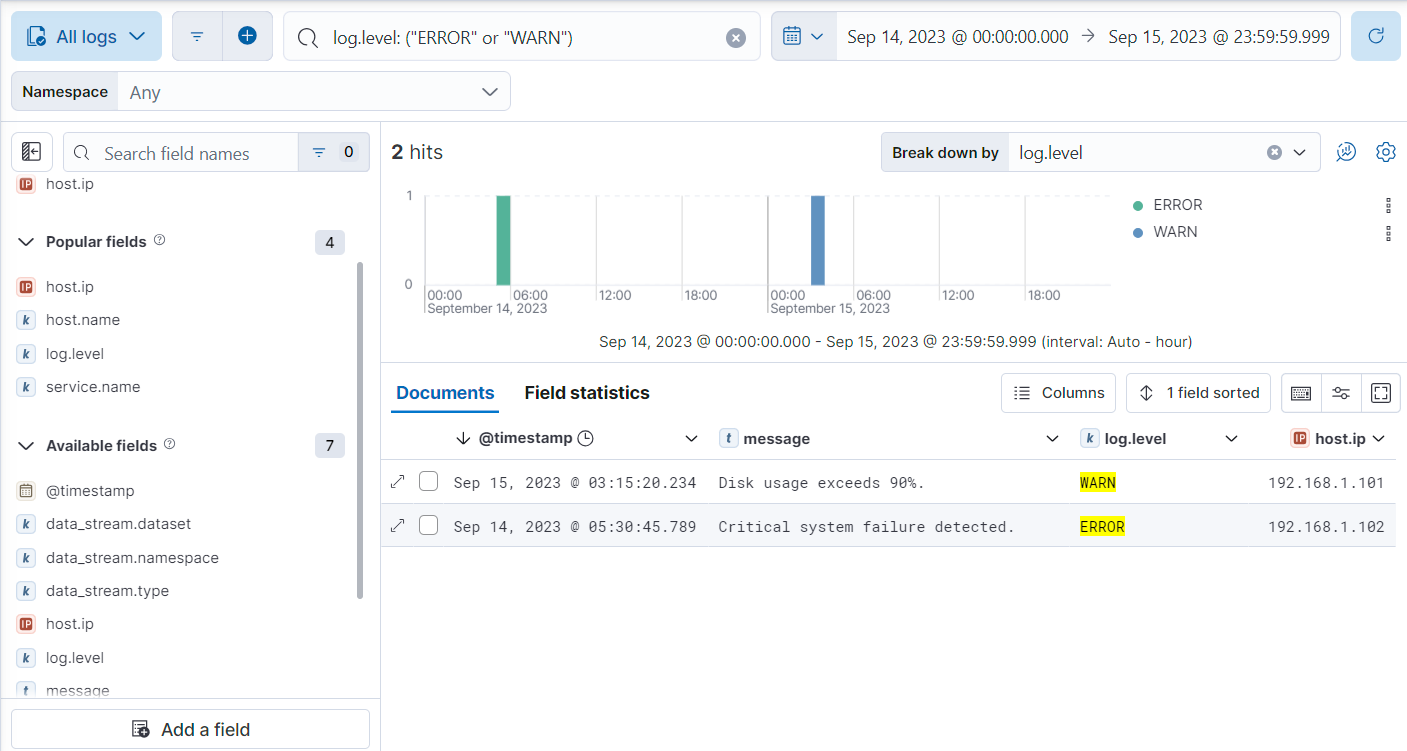 All logs
log.level: ("ERROR" or "WARN")
Sep 14, 2023 @ 00:00:00.000 → Sep 15, 2023 @ 23:59:59.999
Namespace Any
Search field names 0
host.ip
Popular fields 4
host.ip
host.name
log.level
service.name
Available fields 7
@timestamp
data_stream.dataset
data_stream.namespace
data_stream.type
host.ip
log.level
message
Add a field
2 hits
Break down by log.level
1
0
00:00 06:00 12:00 18:00 00:00 06:00 12:00 18:00
September 14, 2023 September 15, 2023
ERROR
WARN
Sep 14, 2023 @ 00:00:00.000 - Sep 15, 2023 @ 23:59:59.999 (interval: Auto - hour)
Documents Field statistics
Columns 1 field sorted
@timestamp t message k log.level IP host.ip
Sep 15, 2023 @ 03:15:20.234 Disk usage exceeds 90%. WARN 192.168.1.101
Sep 14, 2023 @ 05:30:45.789 Critical system failure detected. ERROR 192.168.1.102